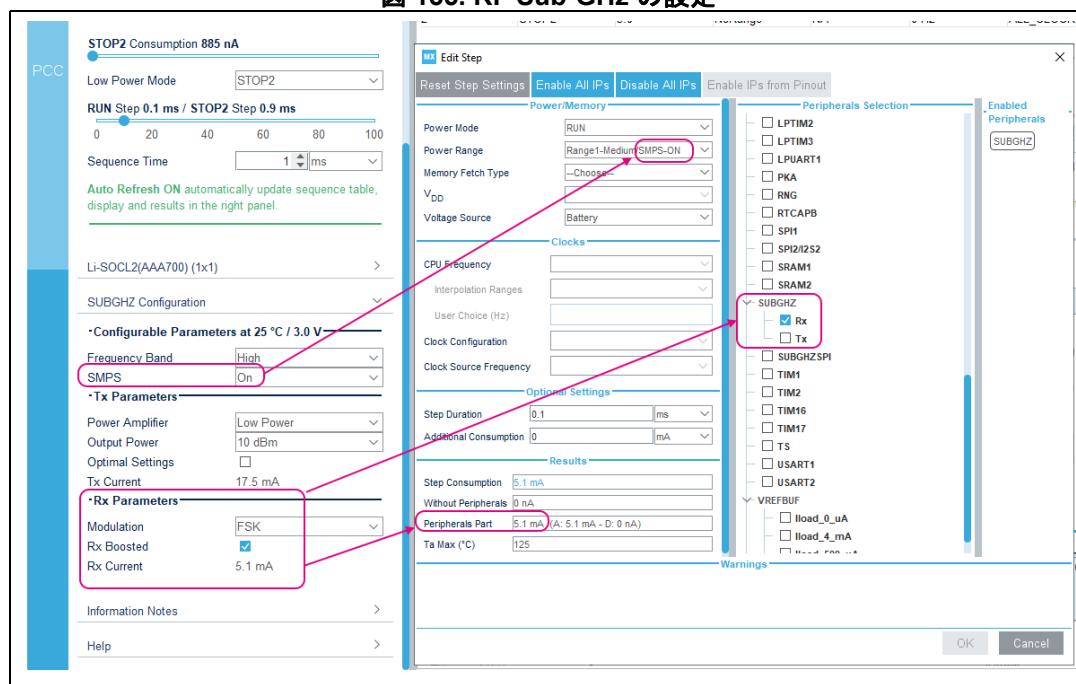 STOP2 Consumption 885 nA
PCC
Low Power Mode STOP2
RUN Step 0.1 ms / STOP2 Step 0.9 ms
0 20 40 60 80 100
Sequence Time 1 ms
Auto Refresh ON automatically update sequence table,
display and results in the right panel.
Li-SOCL2(AAA700) (1x1)
SUBGHZ Configuration
Configurable Parameters at 25 °C / 3.0 V
Frequency Band High
SMPS On
Tx Parameters
Power Amplifier Low Power
Output Power 10 dBm
Optimal Settings
Tx Current 17.5 mA
Rx Parameters
Modulation FSK
Rx Boosted
Rx Current 5.1 mA
Information Notes
Help
MX Edit Step
Reset Step Settings Enable All IPs Disable All IPs Enable IPs from Pinout
Power/Memory
Power Mode RUN
Power Range Range1-Medium/SMPS-ON
Memory Fetch Type --Choose--
VDD
Voltage Source Battery
Clocks
CPU Frequency
Interpolation Ranges
User Choice (Hz)
Clock Configuration
Clock Source Frequency
Optional Settings
Step Duration 0.1 ms
Additional Consumption 0 mA
Results
Step Consumption 5.1 mA
Without Peripherals 0 nA
Peripherals Part 5.1 mA (A: 5.1 mA - D: 0 nA)
Ta Max (°C) 125
Peripherals Selection
LPTIM2
LPTIM3
LPUART1
PKA
RNG
RTCAPB
SPI1
SPI2/I2S2
SRAM1
SRAM2
SUBGHZ
Rx
Tx
SUBGHZSPI
TIM1
TIM2
TIM16
TIM17
TS
USART1
USART2
VREFBUF
Iload_0_uA
Iload_4_mA
Enabled
Peripherals
SUBGHZ
Warnings
OK Cancel